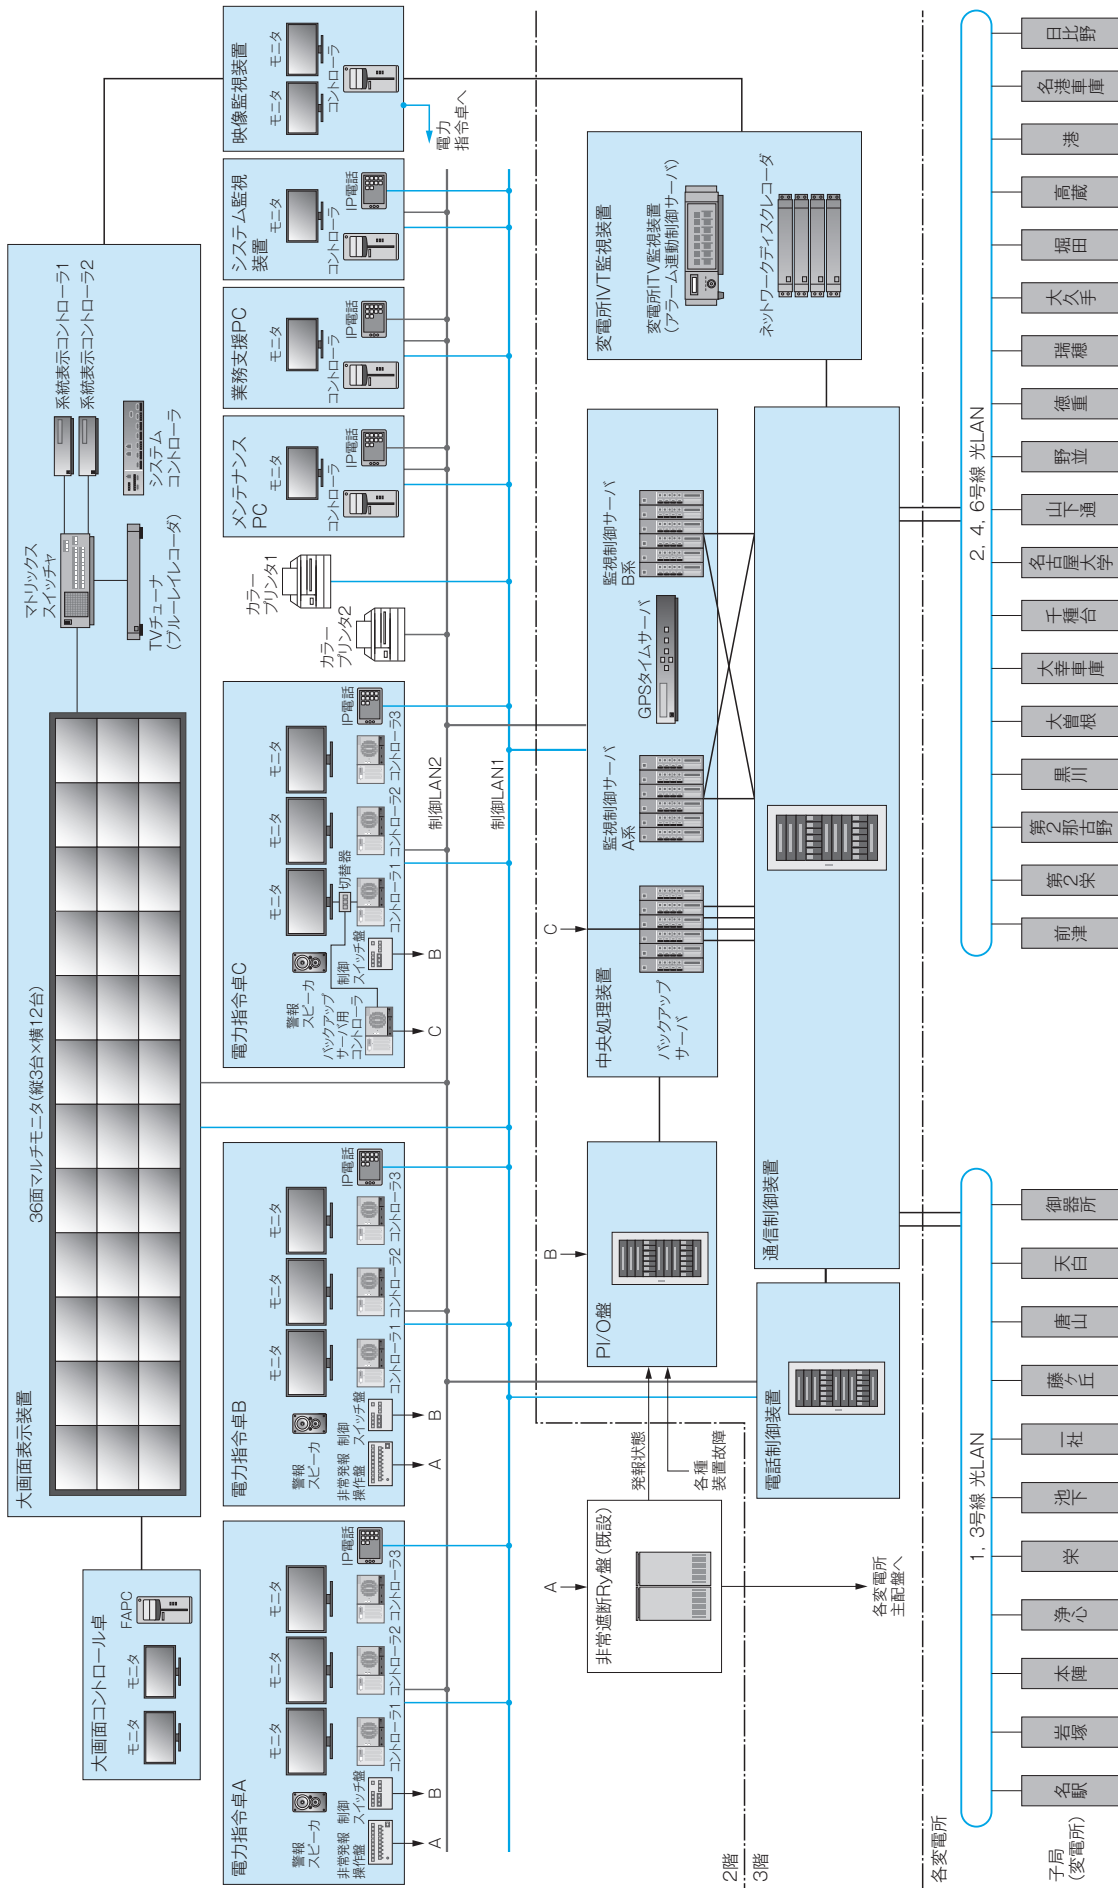 大画面コントロール卓
モニタ
モニタ
FAPC
大画面表示装置
36面マルチモニタ(縦3台×横12台)
マトリックス
スイッチャ
系統表示コントローラ1
系統表示コントローラ2
TVチューナ
(ブルーレイレコーダ)
システム
コントローラ
電力指令卓A
警報
スピーカ
モニタ
モニタ
モニタ
非常発報
操作盤
制御
スイッチ盤
コントローラ1
コントローラ2
コントローラ3
IP電話
A
B
電力指令卓B
警報
スピーカ
モニタ
モニタ
モニタ
非常発報
操作盤
制御
スイッチ盤
コントローラ1
コントローラ2
コントローラ3
IP電話
A
B
電力指令卓C
警報
スピーカ
モニタ
モニタ
モニタ
バックアップ
サーバ用
コントローラ
制御
スイッチ盤
切替器
コントローラ1
コントローラ2
コントローラ3
IP電話
C
B
カラー
プリンタ2
カラー
プリンタ1
メンテナンス
PC
モニタ
コントローラ
IP電話
業務支援PC
モニタ
コントローラ
IP電話
システム監視
装置
モニタ
コントローラ
IP電話
映像監視装置
モニタ
モニタ
コントローラ
電力
指令卓へ
制御LAN2
制御LAN1
2階
3階
A
非常遮断Ry盤(既設)
発報状態
各種
装置故障
各変電所
主配盤へ
B
PI/O盤
C
中央処理装置
バックアップ
サーバ
監視制御サーバ
A系
GPSタイムサーバ
監視制御サーバ
B系
変電所IVT監視装置
変電所ITV監視装置
(アラーム連動制御サーバ)
ネットワークディスクレコーダ
電話制御装置
通信制御装置
各変電所
1, 3号線 光LAN
2, 4, 6号線 光LAN
子局
(変電所)
名駅
岩塚
本陣
浄心
栄
池下
一社
藤ヶ丘
唐山
天白
御器所
前津
第2栄
第2那古野
黒川
大曽根
大幸車庫
千種台
名古屋大学
山下通
野並
徳重
瑞穂
大久手
堀田
高蔵
港
名港車庫
日比野